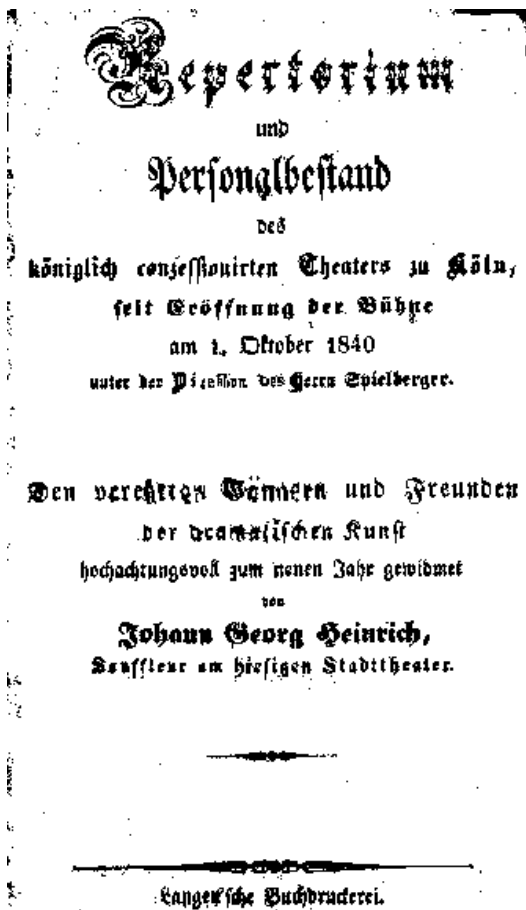 Repertorium
und
Personalbestand
des
königlich conzessionirten Theaters zu Köln,
seit Eröffnung der Bühne
am 1. Oktober 1840
unter der Direktion des Herrn Spielberger.
Den verehrten Gönnern und Freunden
der dramatischen Kunst
hochachtungsvoll zum neuen Jahr gewidmet
von
Johann Georg Heinrich,
Souffleur am hiesigen Stadttheater.
Langen'sche Buchdruckerei.